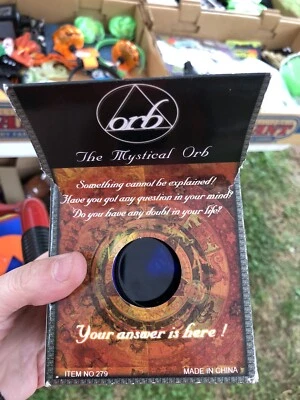 orb
The Mystical Orb
Something cannot be explained!
Have you got any question in your mind?
Do you have any doubt in your life?
Your answer is here !
ITEM NO.279 MADE IN CHINA